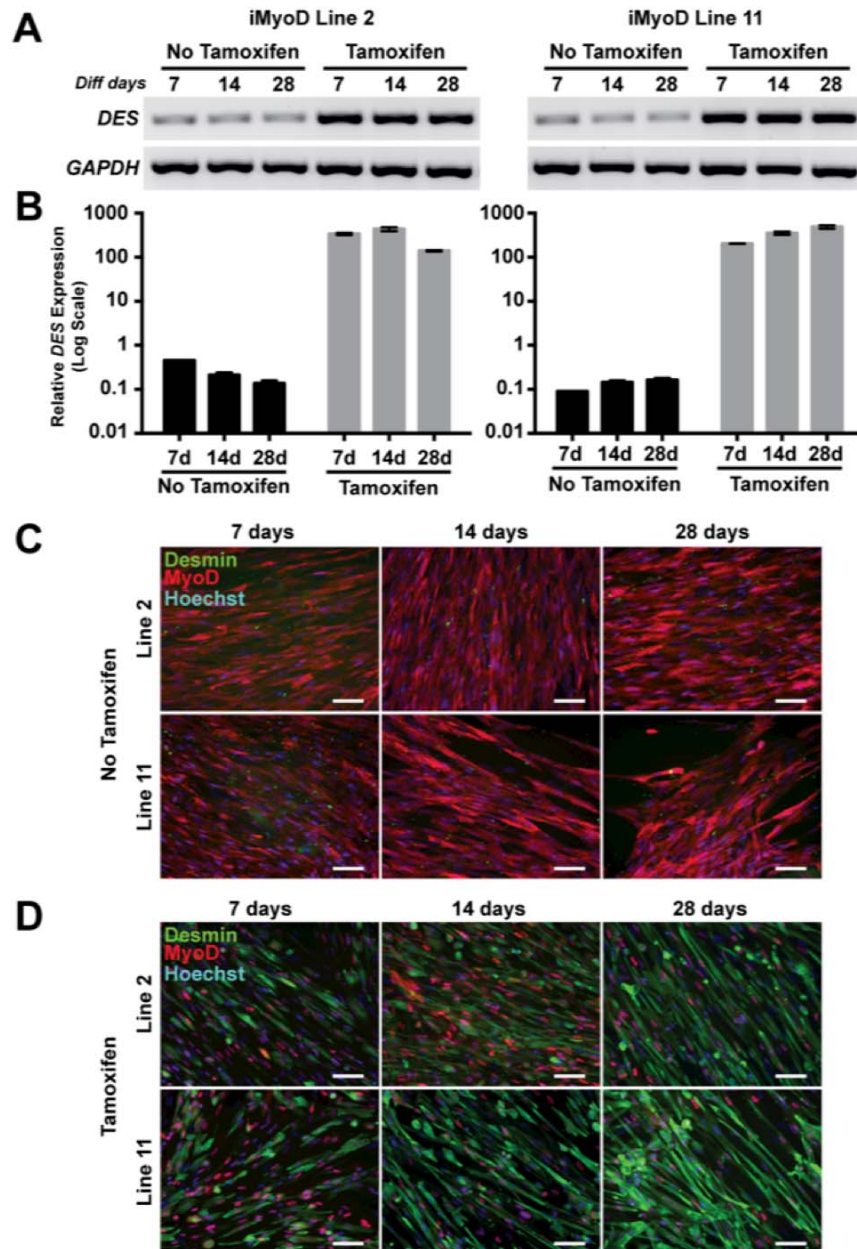 A
iMyoD Line 2
iMyoD Line 11
No Tamoxifen Tamoxifen No Tamoxifen Tamoxifen
Diff days 7 14 28 7 14 28 7 14 28 7 14 28
DES
GAPDH
B
Relative DES Expression
(Log Scale)
1000
100
10
1
0.1
0.01
7d 14d 28d 7d 14d 28d
No Tamoxifen Tamoxifen
1000
100
10
1
0.1
0.01
7d 14d 28d 7d 14d 28d
No Tamoxifen Tamoxifen
C
7 days 14 days 28 days
No Tamoxifen
Line 2
Desmin
MyoD
Hoechst
Line 11
D
7 days 14 days 28 days
Tamoxifen
Line 2
Desmin
MyoD
Hoechst
Line 11